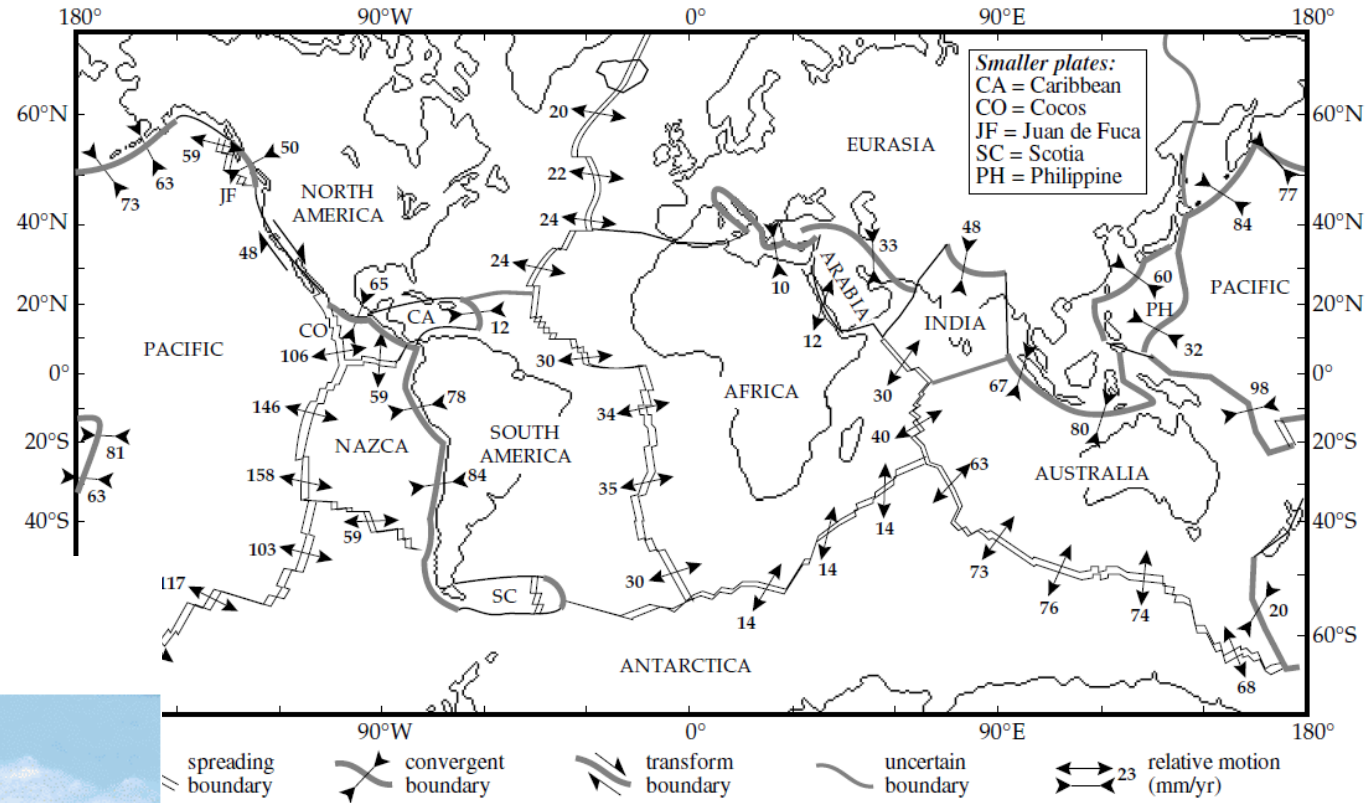 180° 90°W 0° 90°E 180°
Smaller plates:
CA = Caribbean
CO = Cocos
JF = Juan de Fuca
SC = Scotia
PH = Philippine
60°N 60°N
20
EURASIA
59 50
63
73
JF
22
77
NORTH
AMERICA
84
40°N 40°N
24
48
33
48
24
10
60
65
ARABIA
20°N 20°N
PACIFIC
PH
CO
CA
12
12
INDIA
32
PACIFIC
106
30
0° 0°
59
AFRICA
30
67
98
146
78
34
NAZCA
SOUTH
AMERICA
40
80
20°S 20°S
81
AUSTRALIA
63
158
84
35
63
40°S 40°S
59
14
103
14
73
117
SC
30
14
76
74
20
60°S 60°S
ANTARCTICA
68
90°W 0° 90°E 180°
spreading
boundary
convergent
boundary
transform
boundary
uncertain
boundary
23
relative motion
(mm/yr)